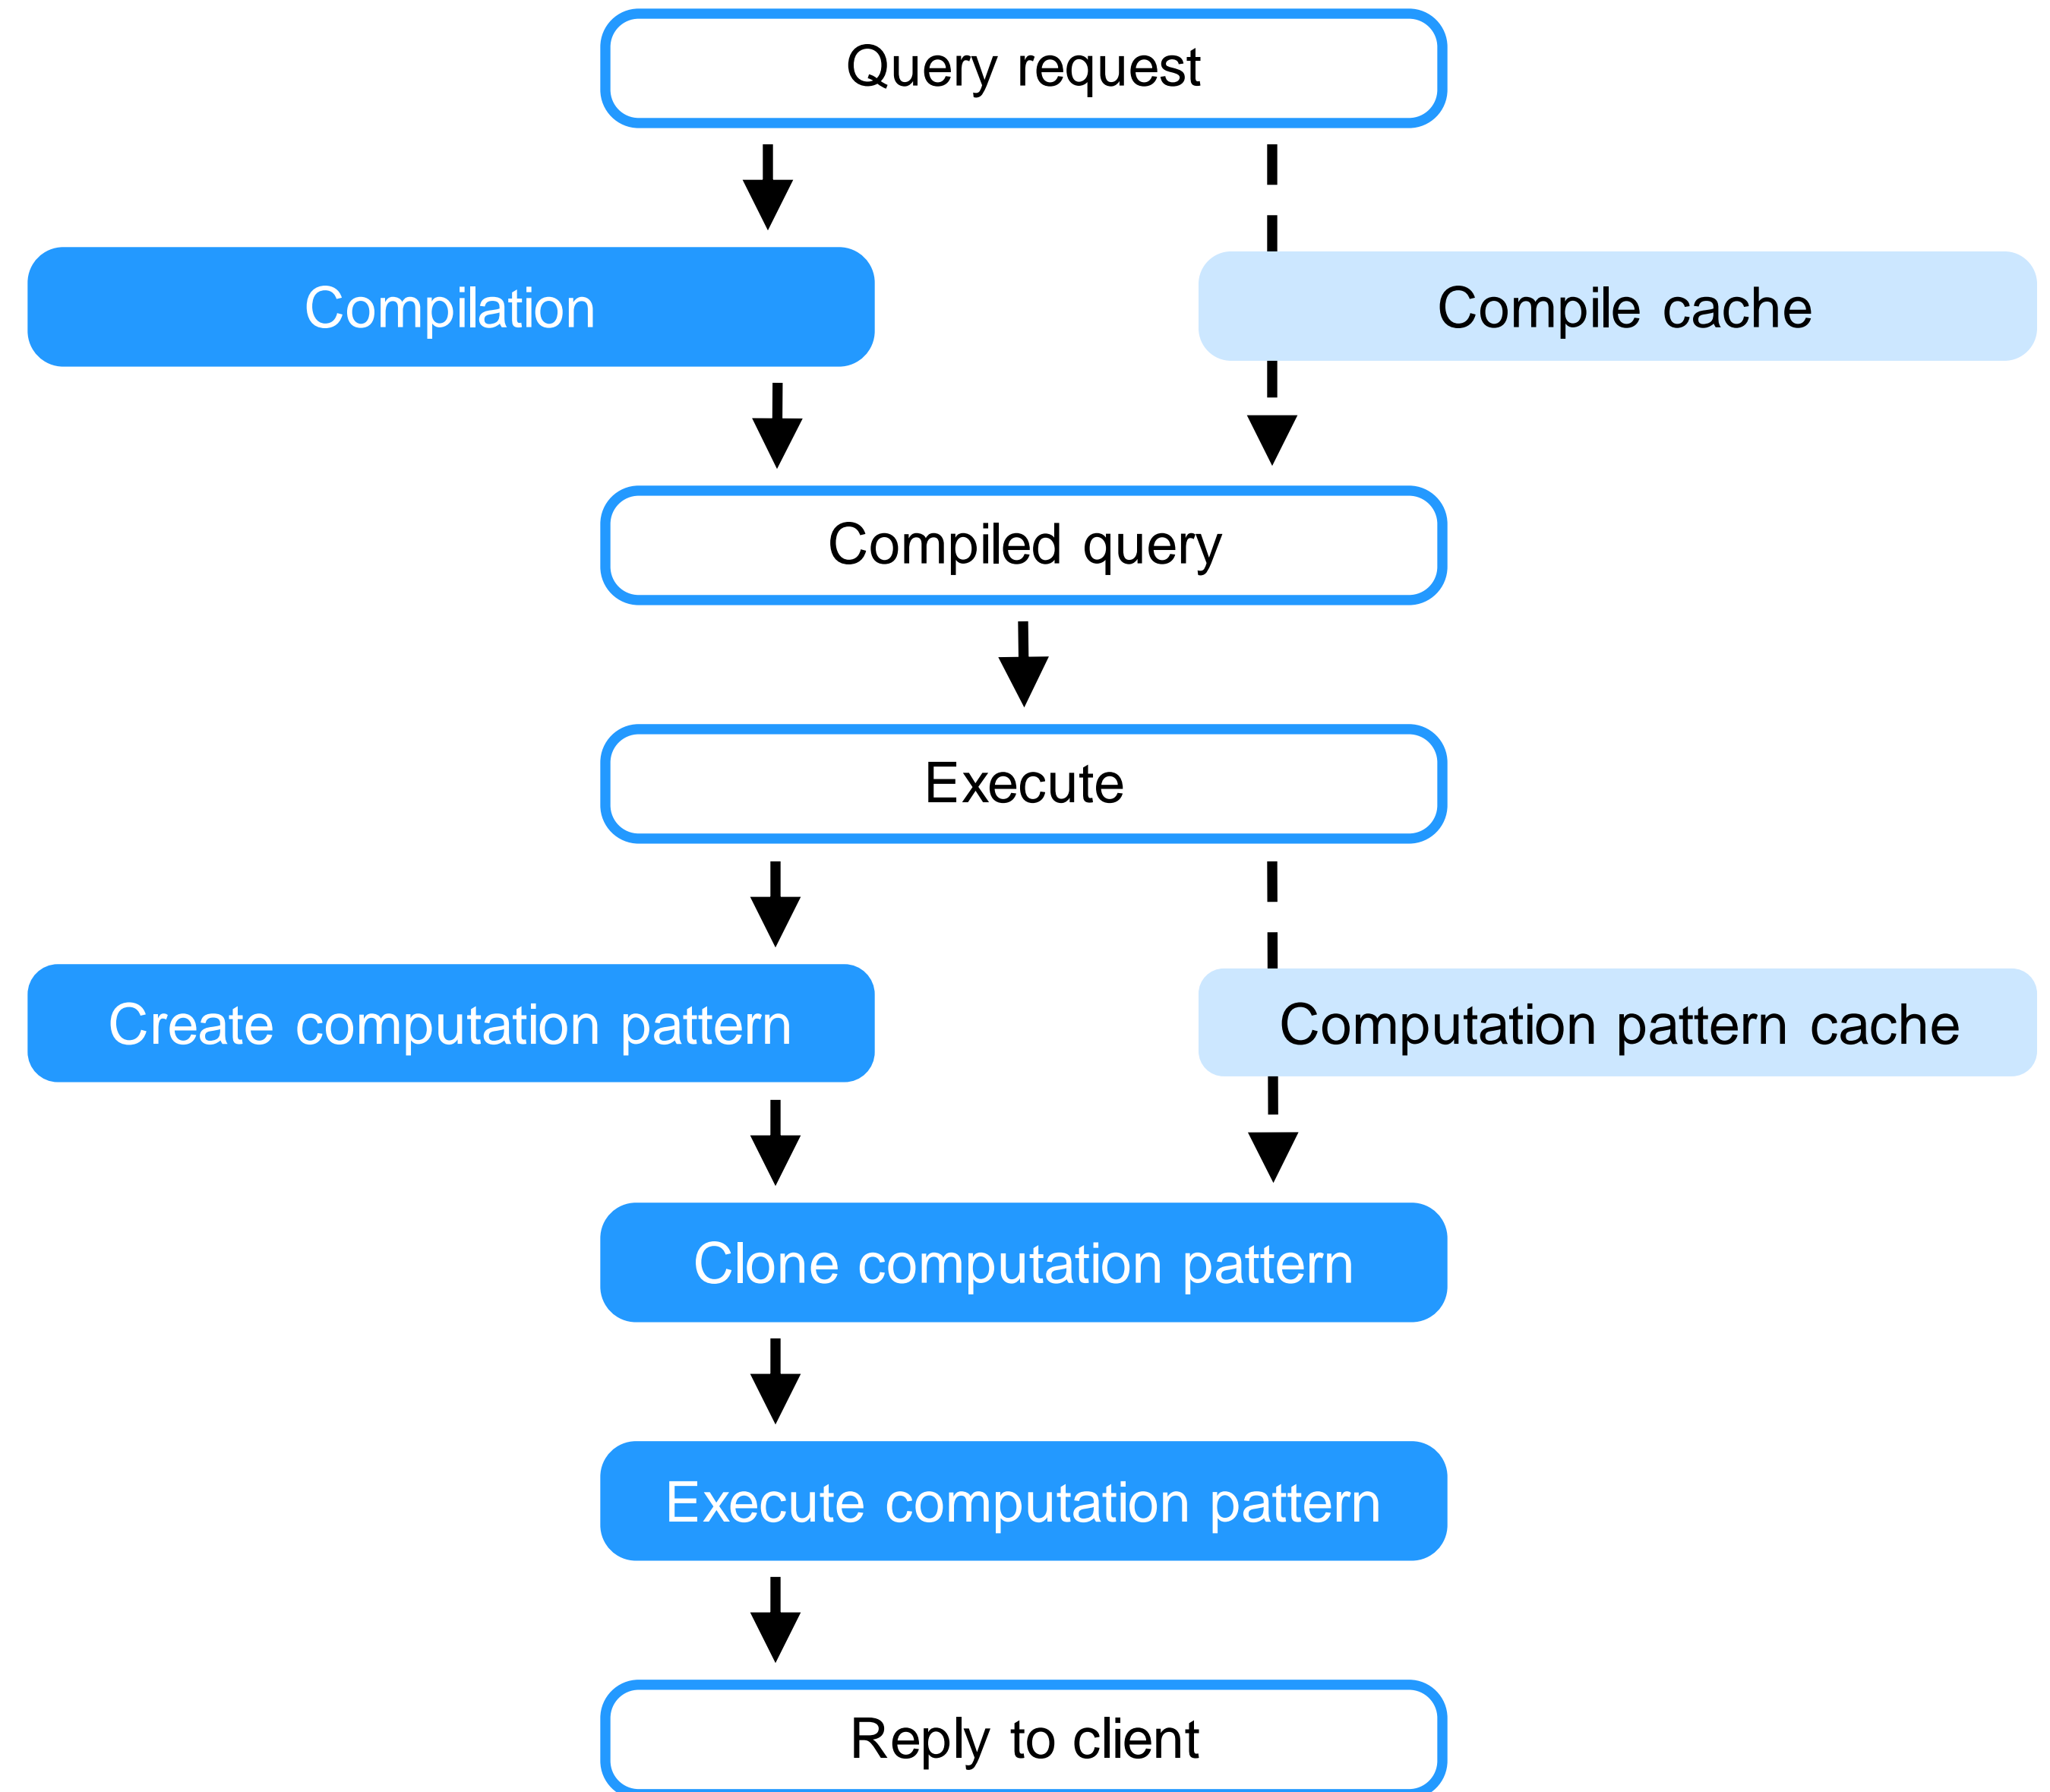 Query request
Compilation
Compile cache
Compiled query
Execute
Create computation pattern
Computation pattern cache
Clone computation pattern
Execute computation pattern
Reply to client